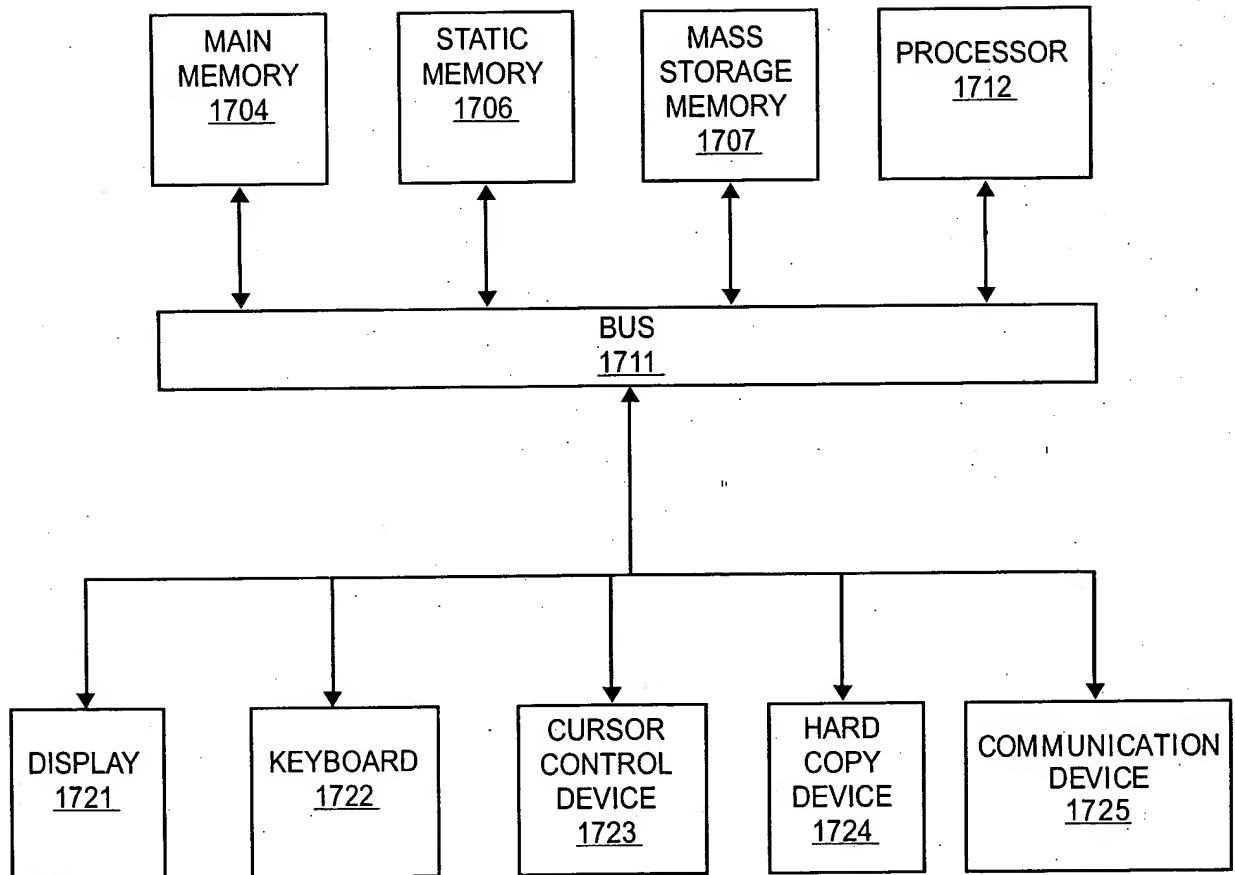 MAIN
MEMORY
1704
STATIC
MEMORY
1706
MASS
STORAGE
MEMORY
1707
PROCESSOR
1712
BUS
1711
DISPLAY
1721
KEYBOARD
1722
CURSOR
CONTROL
DEVICE
1723
HARD
COPY
DEVICE
1724
COMMUNICATION
DEVICE
1725